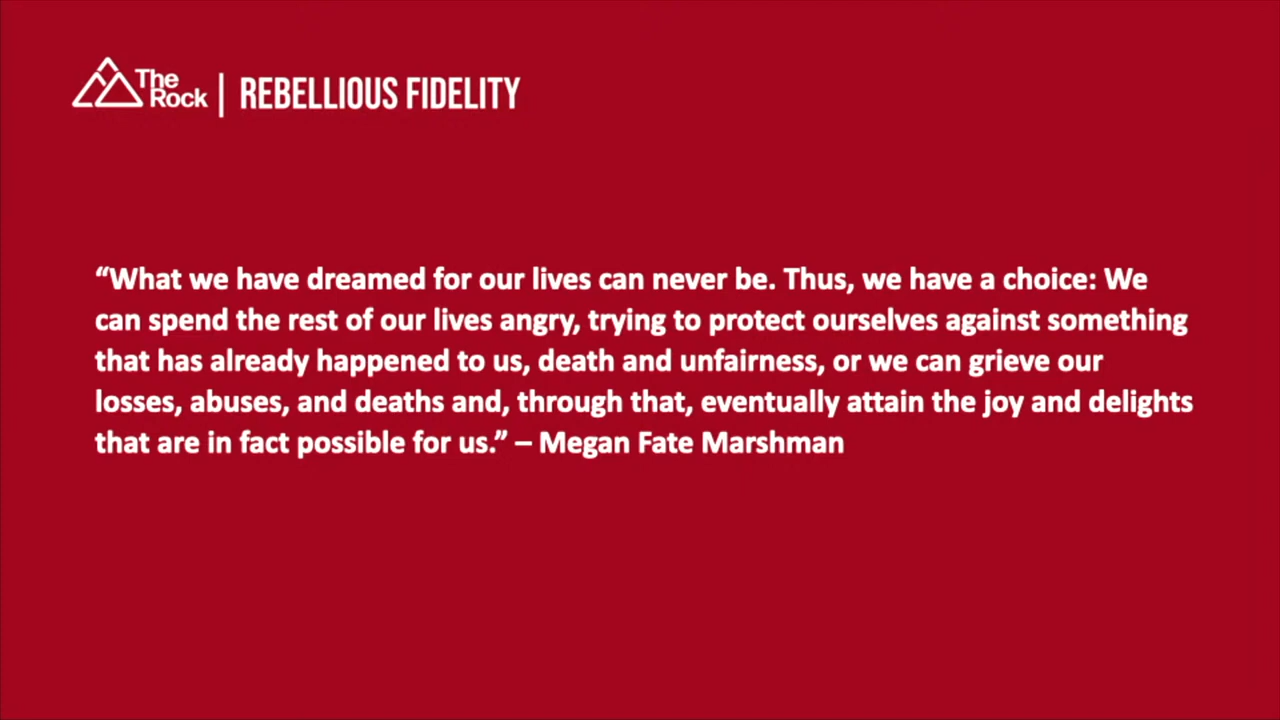 The
Rock | REBELLIOUS FIDELITY
“What we have dreamed for our lives can never be. Thus, we have a choice: We
can spend the rest of our lives angry, trying to protect ourselves against something
that has already happened to us, death and unfairness, or we can grieve our
losses, abuses, and deaths and, through that, eventually attain the joy and delights
that are in fact possible for us.” – Megan Fate Marshman